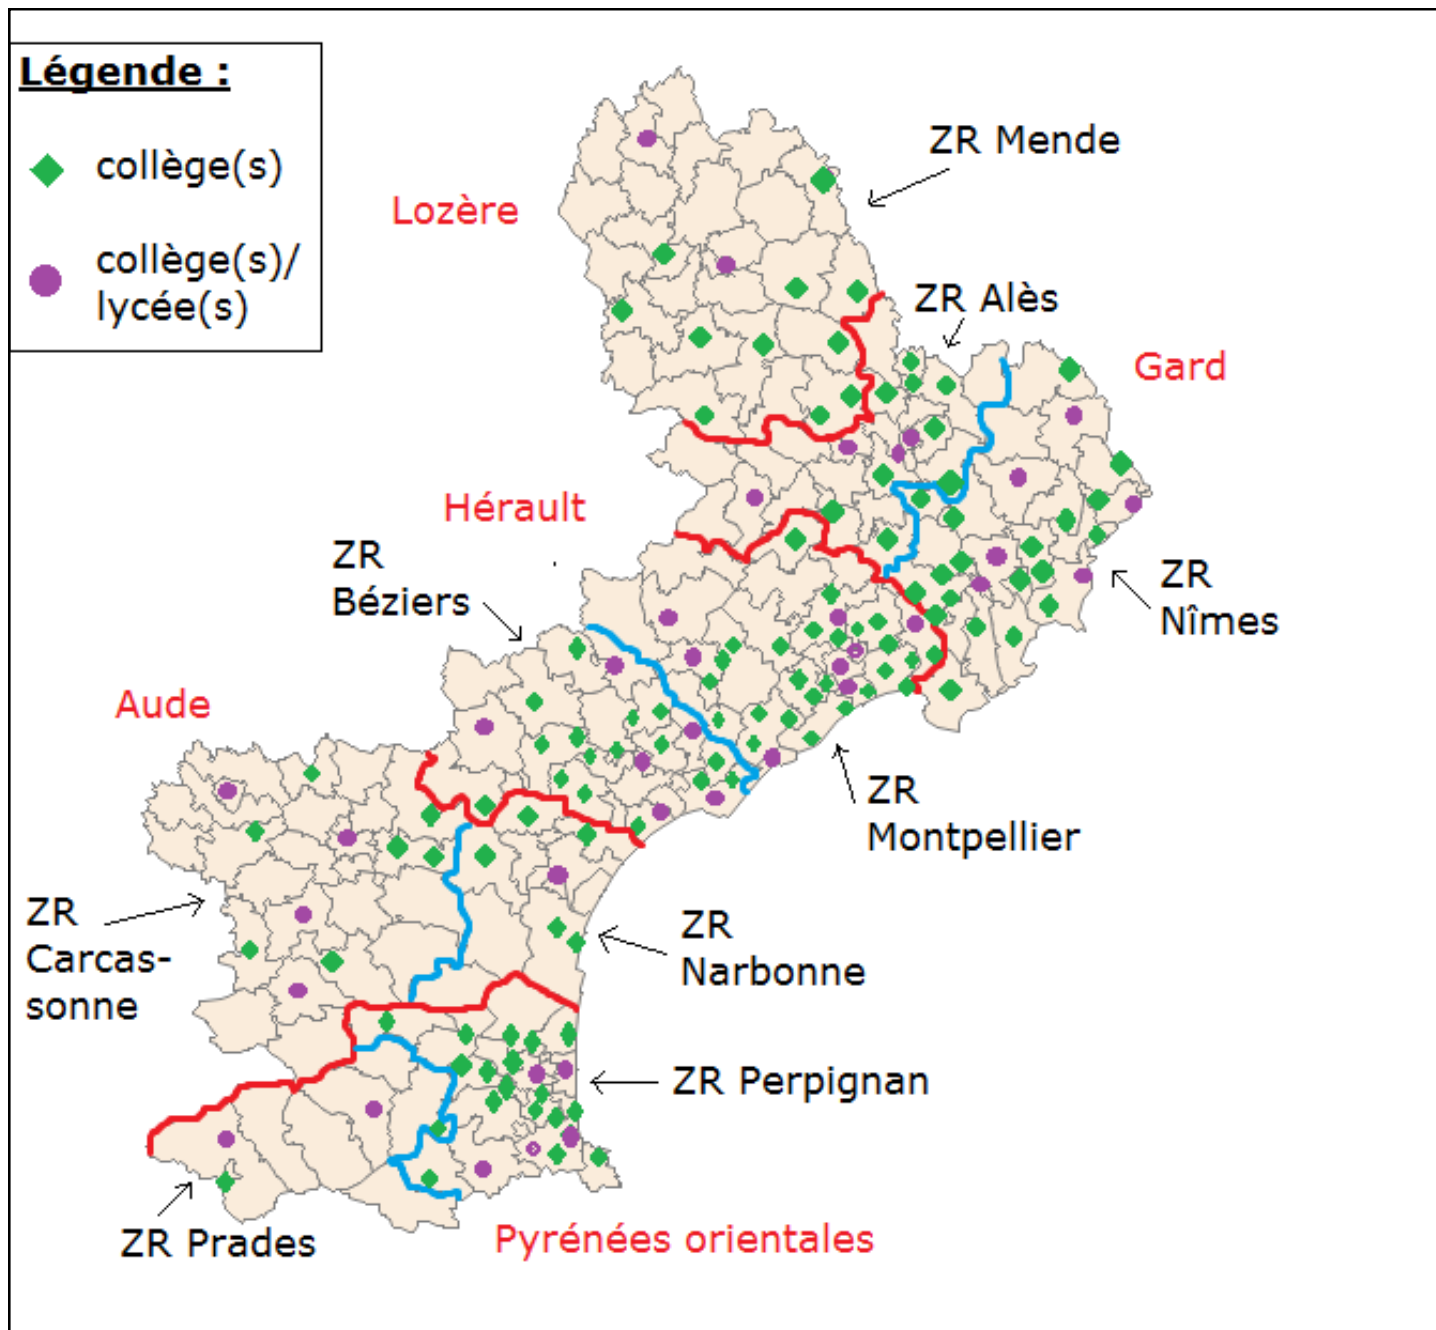 Légende :
collège(s)
collège(s)/
lycée(s)
ZR Mende
Lozère
ZR Alès
Gard
Hérault
ZR
Béziers
ZR
Nîmes
Aude
ZR
Montpellier
ZR
Carcas-
sonne
ZR
Narbonne
ZR Perpignan
ZR Prades
Pyrénées orientales